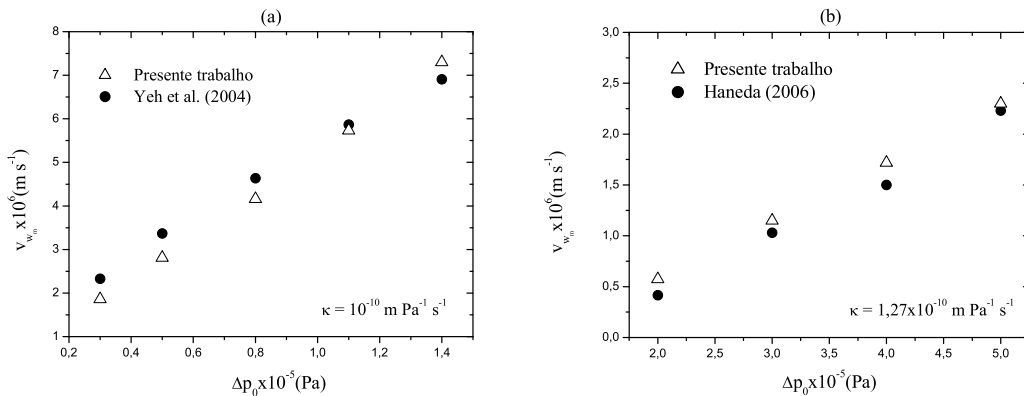 (a)
8
7
6
5
4
3
2
1
v_wm x10^6 (m s^-1)
Presente trabalho
Yeh et al. (2004)
κ = 10^-10 m Pa^-1 s^-1
0,2 0,4 0,6 0,8 1,0 1,2 1,4
Δp_0x10^-5(Pa)
(b)
3,0
2,5
2,0
1,5
1,0
0,5
0,0
v_wm x10^6 (m s^-1)
Presente trabalho
Haneda (2006)
κ = 1,27x10^-10 m Pa^-1 s^-1
2,0 2,5 3,0 3,5 4,0 4,5 5,0
Δp_0x10^-5(Pa)